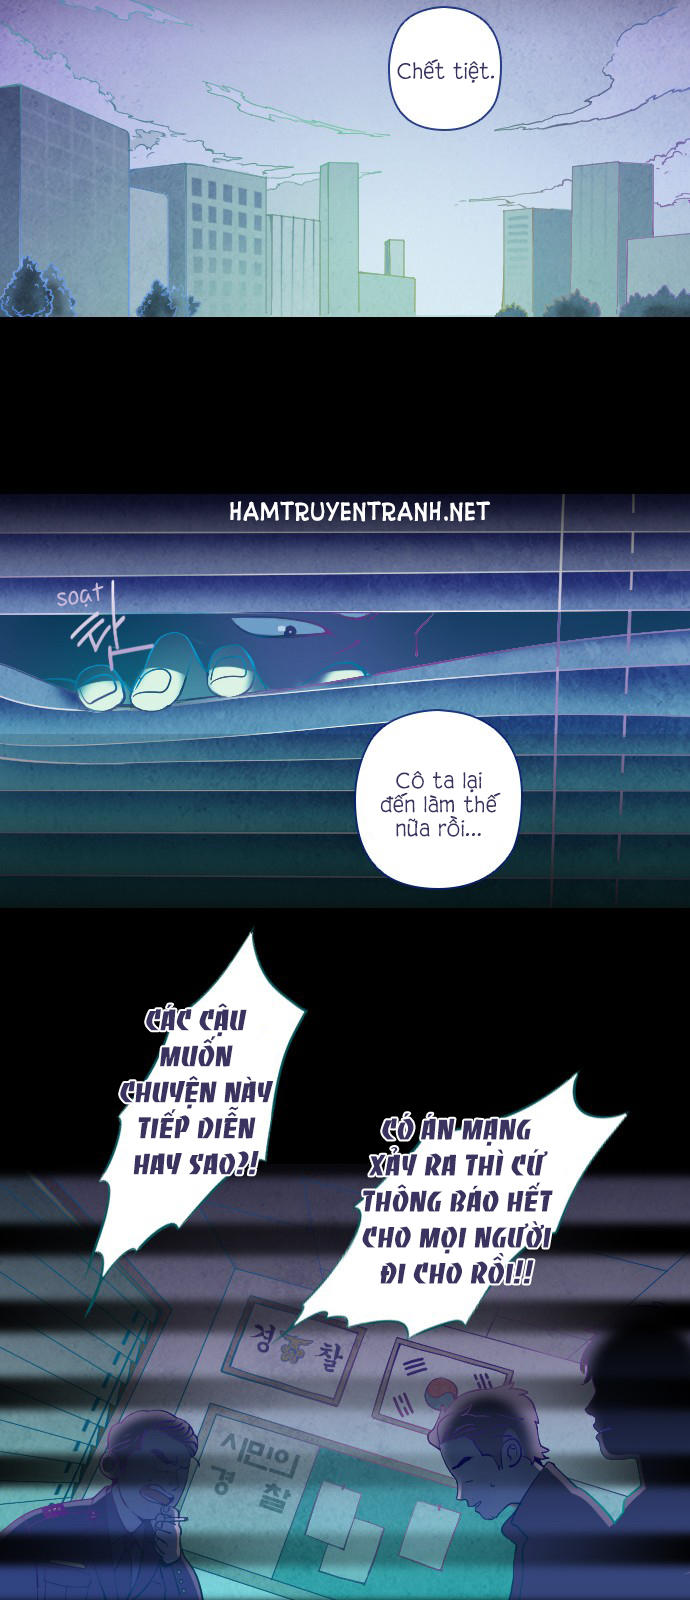 Chết tiệt.
HAMTRUYENTRANH.NET
soạt
촤
Cô ta lại
đến làm thế
nữa rồi...
CÁC CẬU
MUỐN
CHUYỆN NÀY
TIẾP DIỄN
HAY SAO?!
CÓ ÁN MẠNG
XẢY RA THÌ CỨ
THÔNG BÁO HẾT
CHO MỌI NGƯỜI
ĐI CHO RỒI!!
경 찰
시민의
경 찰